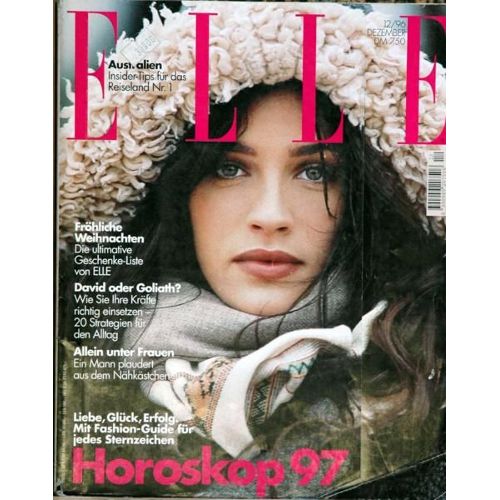 ELLE
12/96
DEZEMBER
DM 7,50
Australien
Insider-Tips für das
Reiseland Nr. 1
Fröhliche
Weihnachten
Die ultimative
Geschenke-Liste
von ELLE
David oder Goliath?
Wie Sie Ihre Kräfte
richtig einsetzen –
20 Strategien für
den Alltag
Allein unter Frauen
Ein Mann plaudert
aus dem Nähkästchen
Liebe, Glück, Erfolg.
Mit Fashion-Guide für
jedes Sternzeichen
Horoskop 97